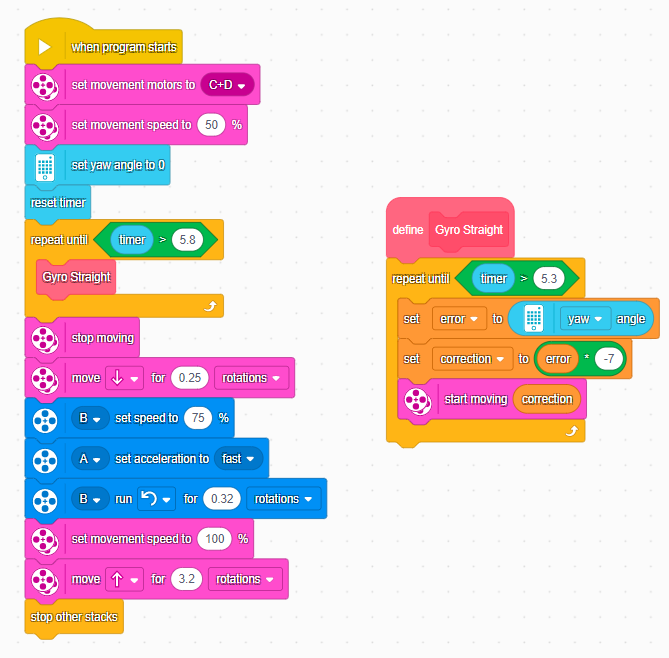 when program starts
set movement motors to C+D
set movement speed to 50 %
set yaw angle to 0
reset timer
repeat until timer > 5.8
Gyro Straight
stop moving
move for 0.25 rotations
B set speed to 75 %
A set acceleration to fast
B run for 0.32 rotations
set movement speed to 100 %
move for 3.2 rotations
stop other stacks
define Gyro Straight
repeat until timer > 5.3
set error to yaw angle
set correction to error * -7
start moving correction